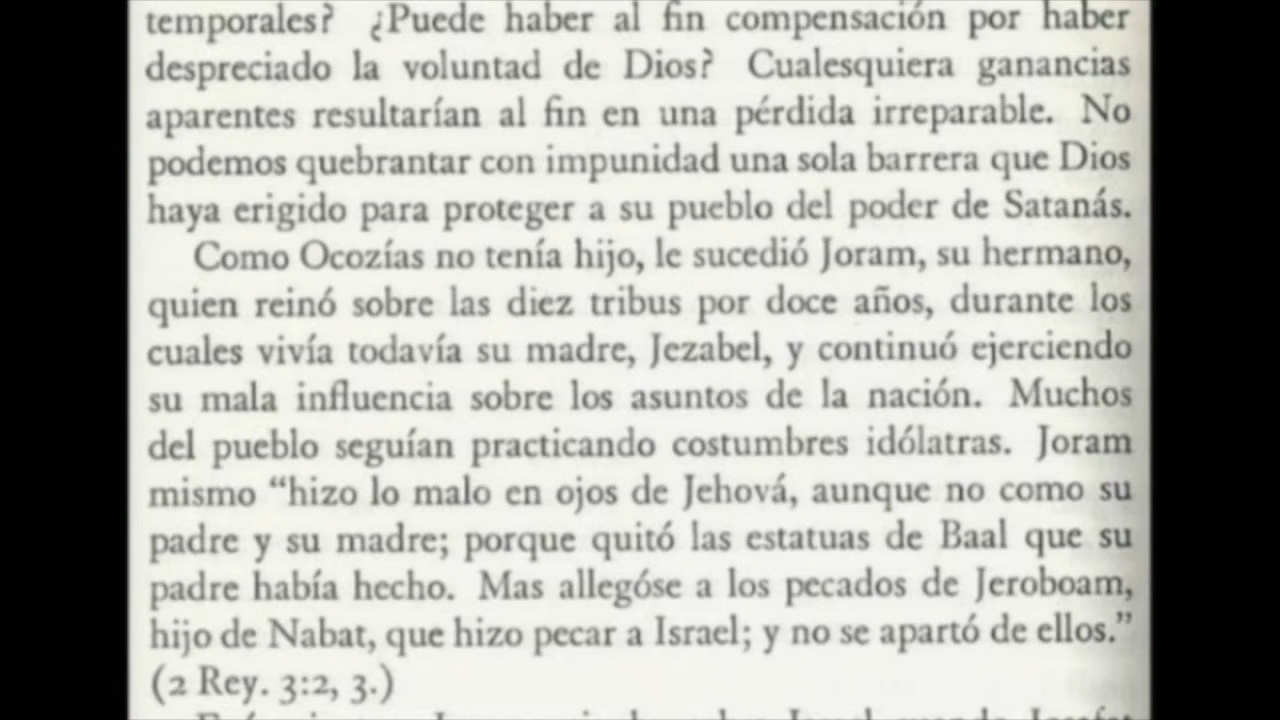 temporales? ¿Puede haber al fin compensación por haber
despreciado la voluntad de Dios? Cualesquiera ganancias
aparentes resultarían al fin en una pérdida irreparable. No
podemos quebrantar con impunidad una sola barrera que Dios
haya erigido para proteger a su pueblo del poder de Satanás.
Como Ocozías no tenía hijo, le sucedió Joram, su hermano,
quien reinó sobre las diez tribus por doce años, durante los
cuales vivía todavía su madre, Jezabel, y continuó ejerciendo
su mala influencia sobre los asuntos de la nación. Muchos
del pueblo seguían practicando costumbres idólatras. Joram
mismo “hizo lo malo en ojos de Jehová, aunque no como su
padre y su madre; porque quitó las estatuas de Baal que su
padre había hecho. Mas allegóse a los pecados de Jeroboam,
hijo de Nabat, que hizo pecar a Israel; y no se apartó de ellos.”
(2 Rey. 3:2, 3.)